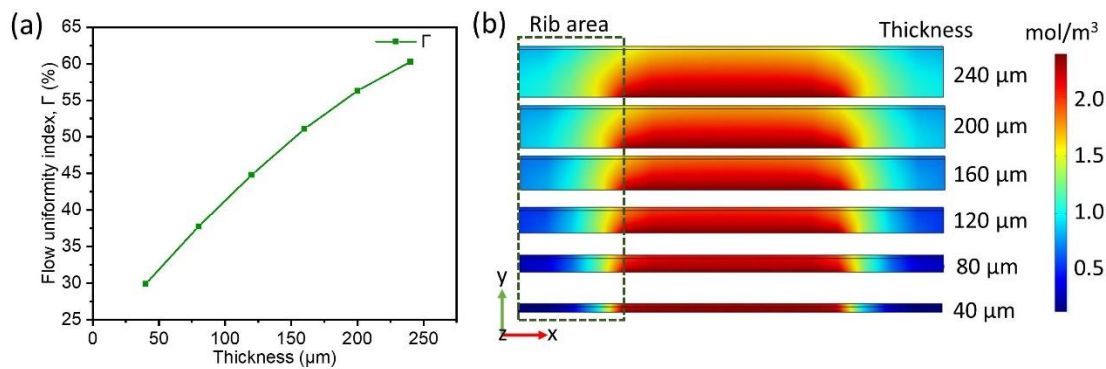 (a)
65
60
55
50
45
40
35
30
25
0
50
100
150
200
250
Flow uniformity index, Γ (%)
Thickness (μm)
Γ
(b)
Rib area
Thickness
mol/m³
240 μm
200 μm
160 μm
120 μm
80 μm
40 μm
2.0
1.5
1.0
0.5
y
z
x